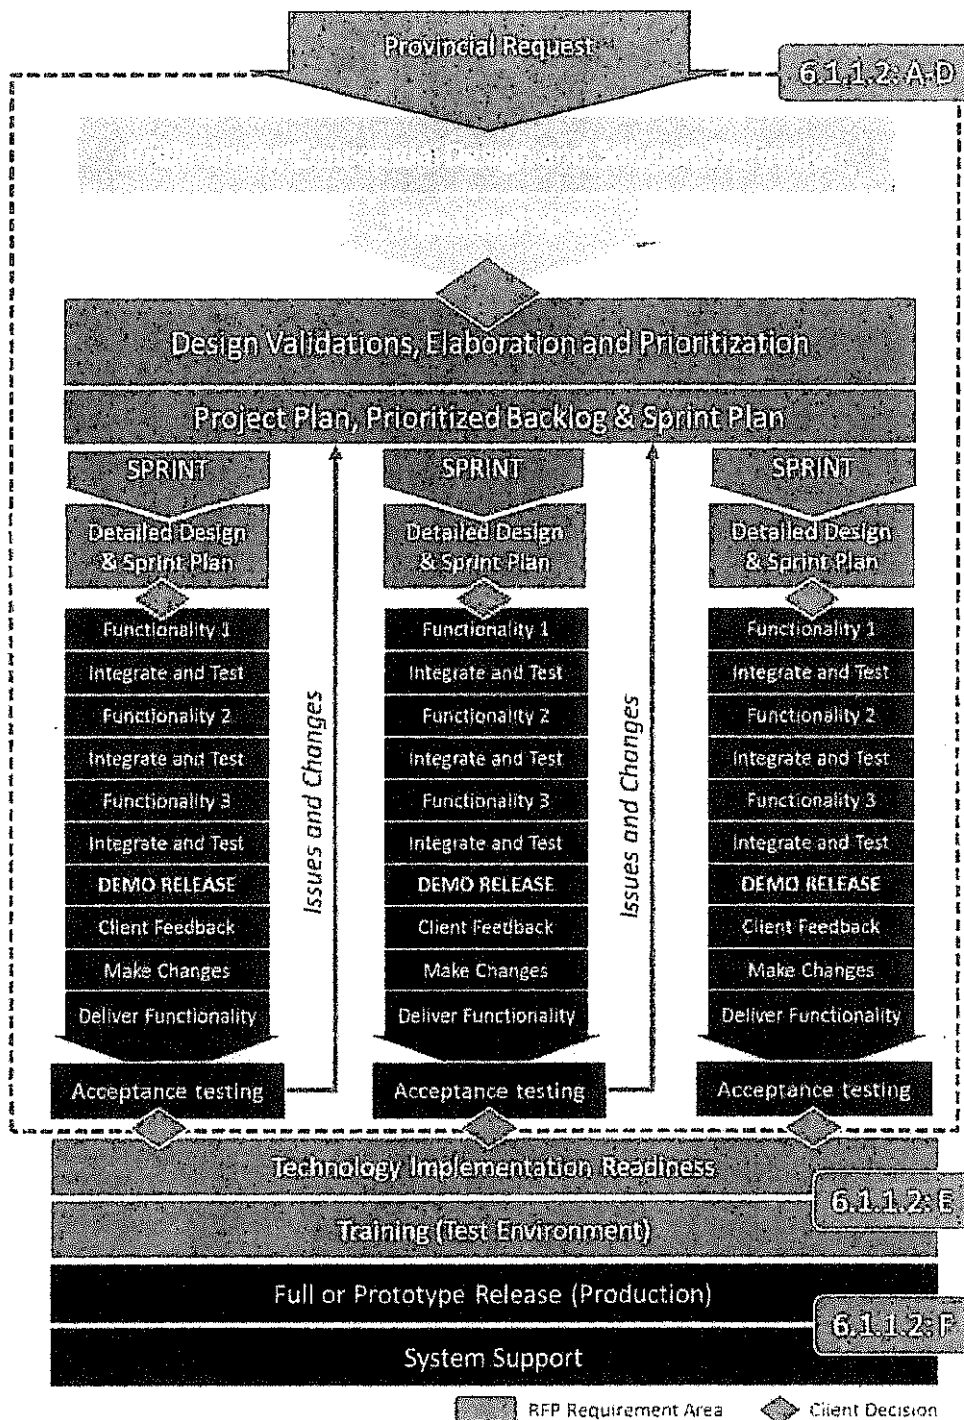 Provincial Request
6.1.1.2: A-D
Design Validations, Elaboration and Prioritization
Project Plan, Prioritized Backlog & Sprint Plan
SPRINT
Detailed Design
& Sprint Plan
Functionality 1
Integrate and Test
Functionality 2
Integrate and Test
Functionality 3
Integrate and Test
DEMO RELEASE
Client Feedback
Make Changes
Deliver Functionality
Acceptance testing
Issues and Changes
SPRINT
Detailed Design
& Sprint Plan
Functionality 1
Integrate and Test
Functionality 2
Integrate and Test
Functionality 3
Integrate and Test
DEMO RELEASE
Client Feedback
Make Changes
Deliver Functionality
Acceptance testing
Issues and Changes
SPRINT
Detailed Design
& Sprint Plan
Functionality 1
Integrate and Test
Functionality 2
Integrate and Test
Functionality 3
Integrate and Test
DEMO RELEASE
Client Feedback
Make Changes
Deliver Functionality
Acceptance testing
Technology Implementation Readiness
6.1.1.2: E
Training (Test Environment)
Full or Prototype Release (Production)
6.1.1.2: F
System Support
RFP Requirement Area
Client Decision